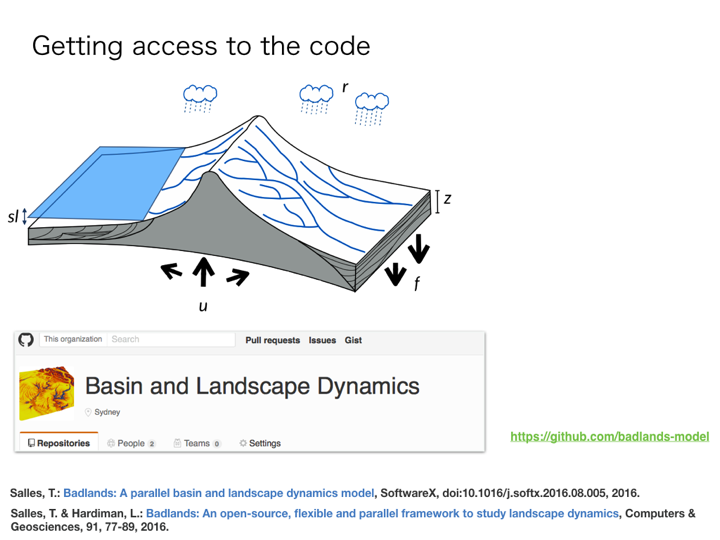 Getting access to the code
r
z
sl
f
u
This organization Search Pull requests Issues Gist
Basin and Landscape Dynamics
Sydney
Repositories People 2 Teams 0 Settings
https://github.com/badlands-model
Salles, T.: Badlands: A parallel basin and landscape dynamics model, SoftwareX, doi:10.1016/j.softx.2016.08.005, 2016.
Salles, T. & Hardiman, L.: Badlands: An open-source, flexible and parallel framework to study landscape dynamics, Computers &
Geosciences, 91, 77-89, 2016.